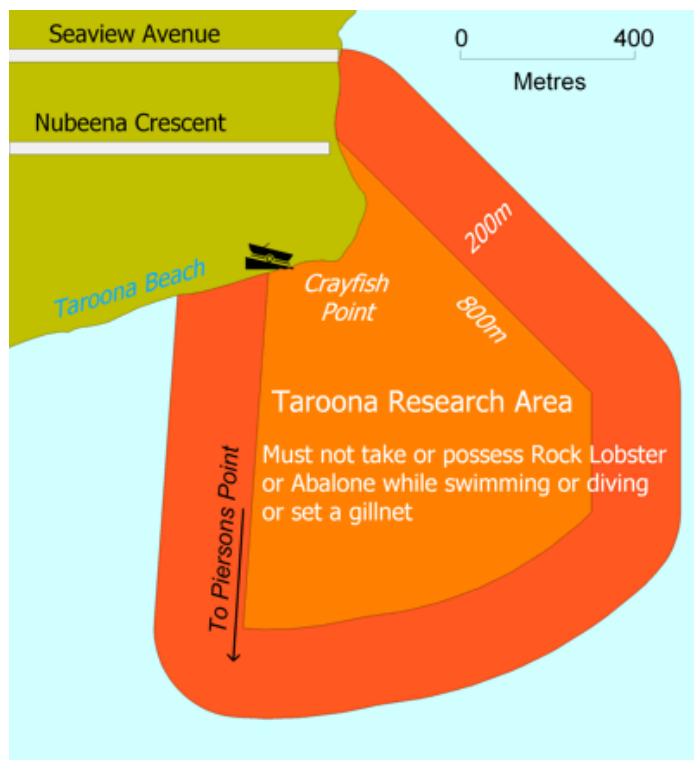 Seaview Avenue
0 400
Metres
Nubeena Crescent
200m
Taroona Beach
Crayfish
Point
800m
Taroona Research Area
Must not take or possess Rock Lobster
or Abalone while swimming or diving
or set a gillnet
To Piersons Point